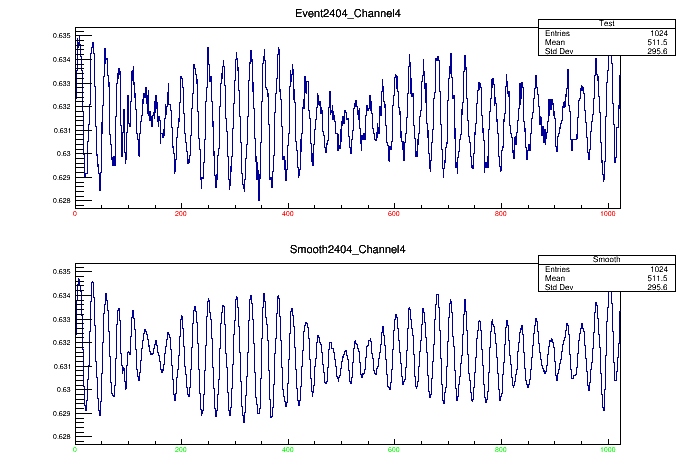 Event2404_Channel4
Test
Entries 1024
Mean 511.5
Std Dev 295.6
0.635
0.634
0.633
0.632
0.631
0.63
0.629
0.628
0 200 400 600 800 1000
Smooth2404_Channel4
Smooth
Entries 1024
Mean 511.5
Std Dev 295.6
0.635
0.634
0.633
0.632
0.631
0.63
0.629
0.628
0 200 400 600 800 1000